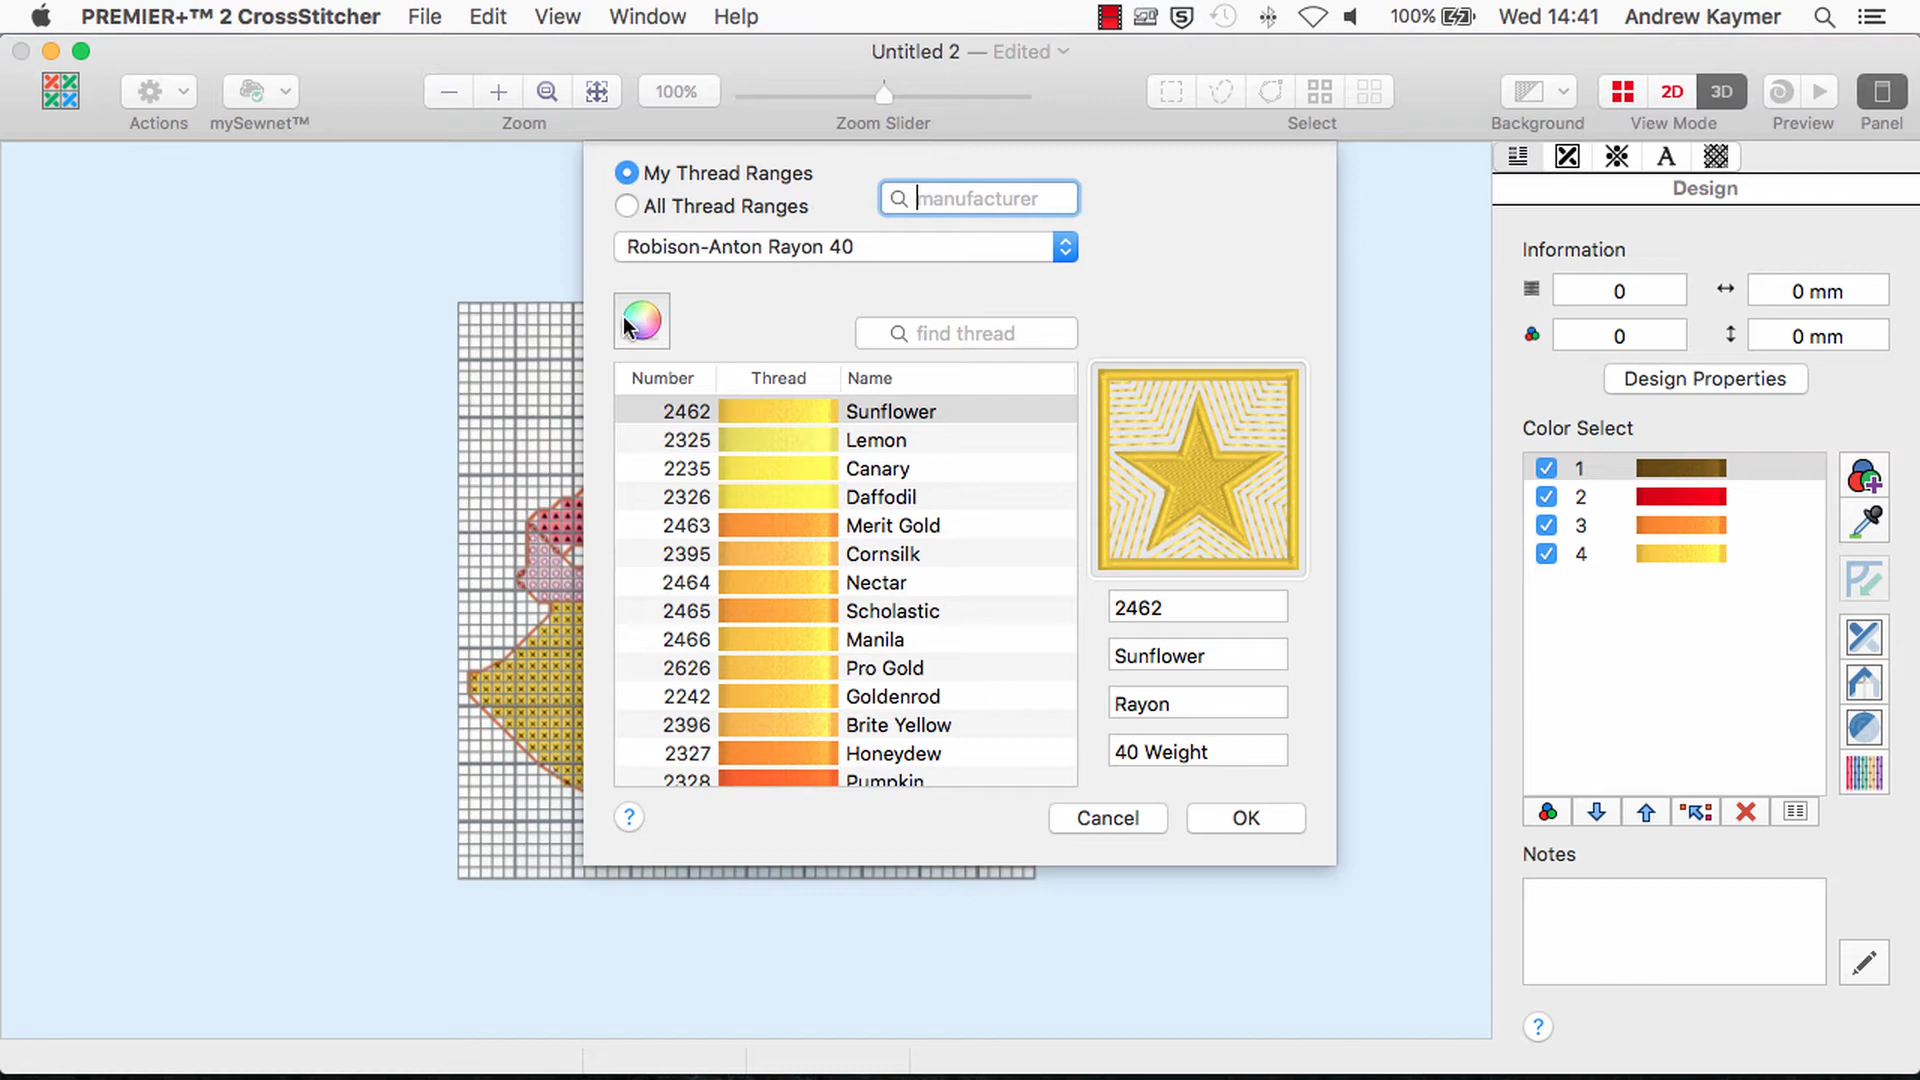 PREMIER+™ 2 CrossStitcher File Edit View Window Help 100% Wed 14:41 Andrew Kaymer
Untitled 2 — Edited
100%
Actions mySewnet™ Zoom Zoom Slider Select Background 2D 3D View Mode Preview Panel
My Thread Ranges
All Thread Ranges
manufacturer
Robison-Anton Rayon 40
find thread
Number Thread Name
2462 Sunflower
2325 Lemon
2235 Canary
2326 Daffodil
2463 Merit Gold
2395 Cornsilk
2464 Nectar
2465 Scholastic
2466 Manila
2626 Pro Gold
2242 Goldenrod
2396 Brite Yellow
2327 Honeydew
2328 Pumpkin
2462
Sunflower
Rayon
40 Weight
? Cancel OK
A
Design
Information
0 0 mm
0 0 mm
Design Properties
Color Select
1
2
3
4
Notes
?